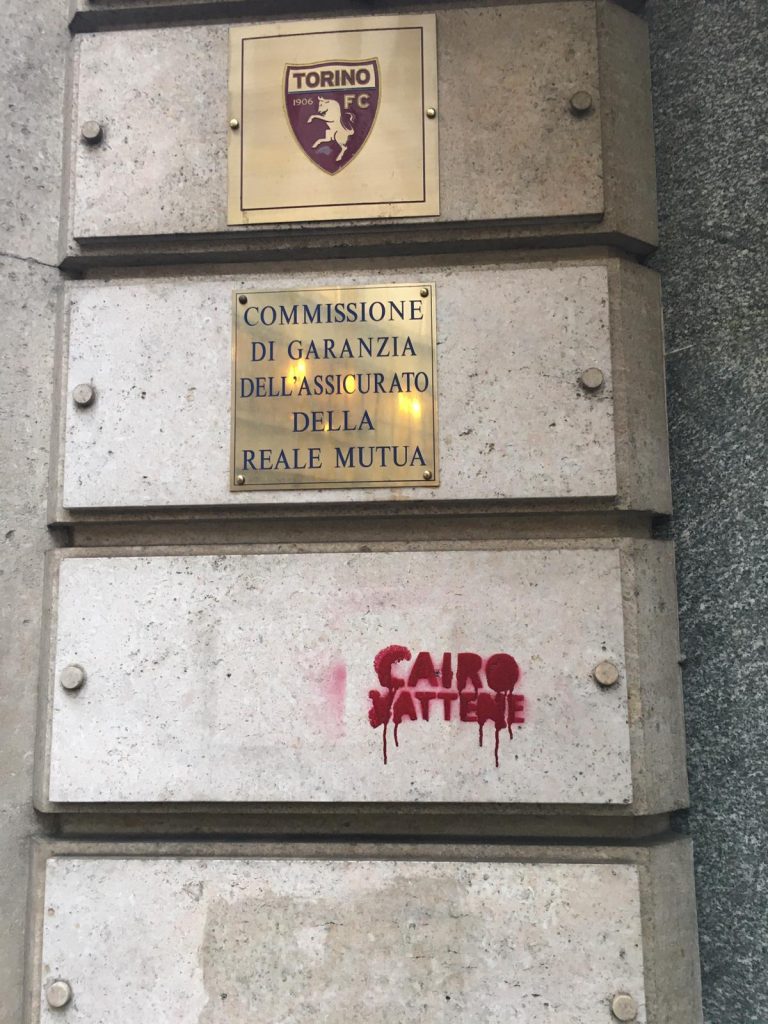 TORINO
1906 FC
COMMISSIONE
DI GARANZIA
DELL'ASSICURATO
DELLA
REALE MUTUA
CAIRO
VATTENE